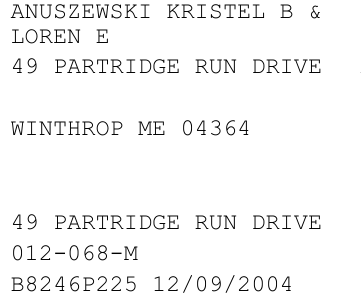 ANUSZEWSKI KRISTEL B &
LOREN E
49 PARTRIDGE RUN DRIVE
WINTHROP ME 04364
49 PARTRIDGE RUN DRIVE
012-068-M
B8246P225 12/09/2004